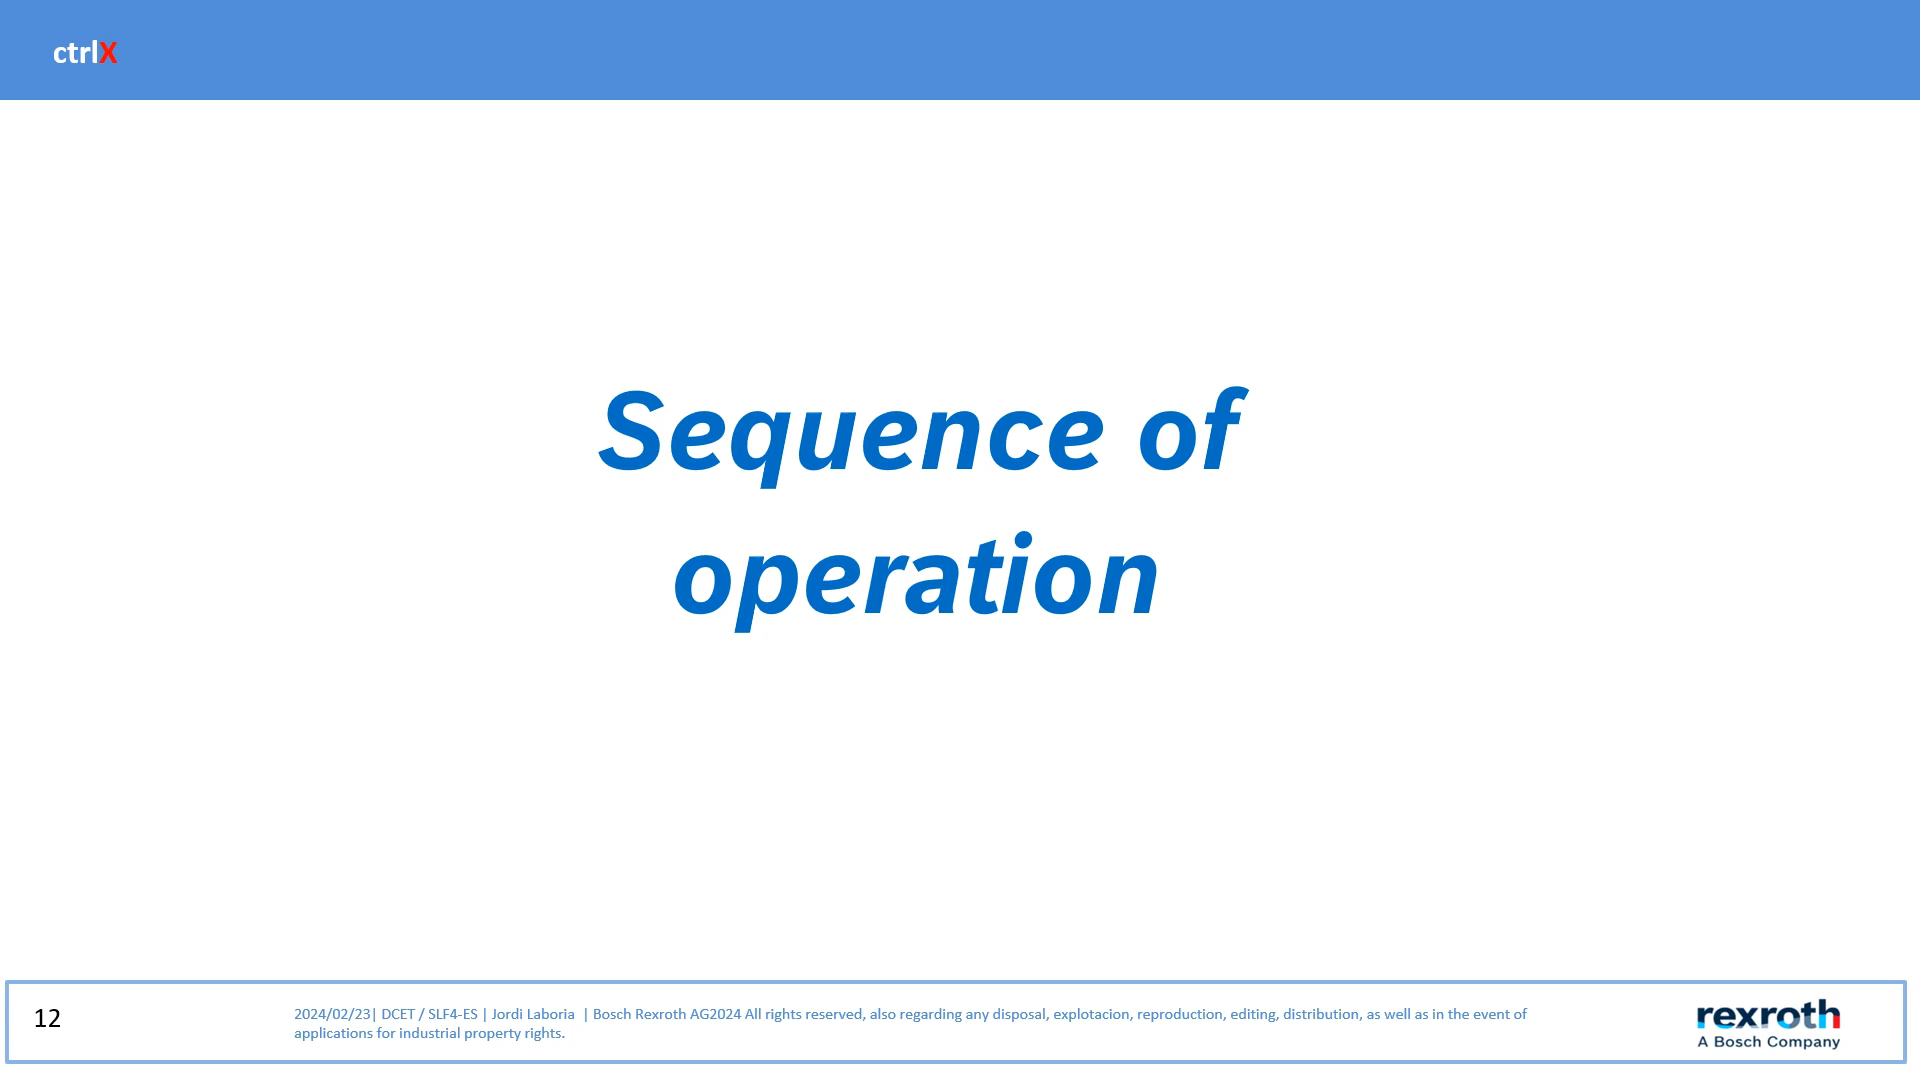 ctrlX
Sequence of
operation
12
2024/02/23| DCET / SLF4-ES | Jordi Laboria  | Bosch Rexroth AG2024 All rights reserved, also regarding any disposal, explotacion, reproduction, editing, distribution, as well as in the event of
applications for industrial property rights.
rexroth
A Bosch Company